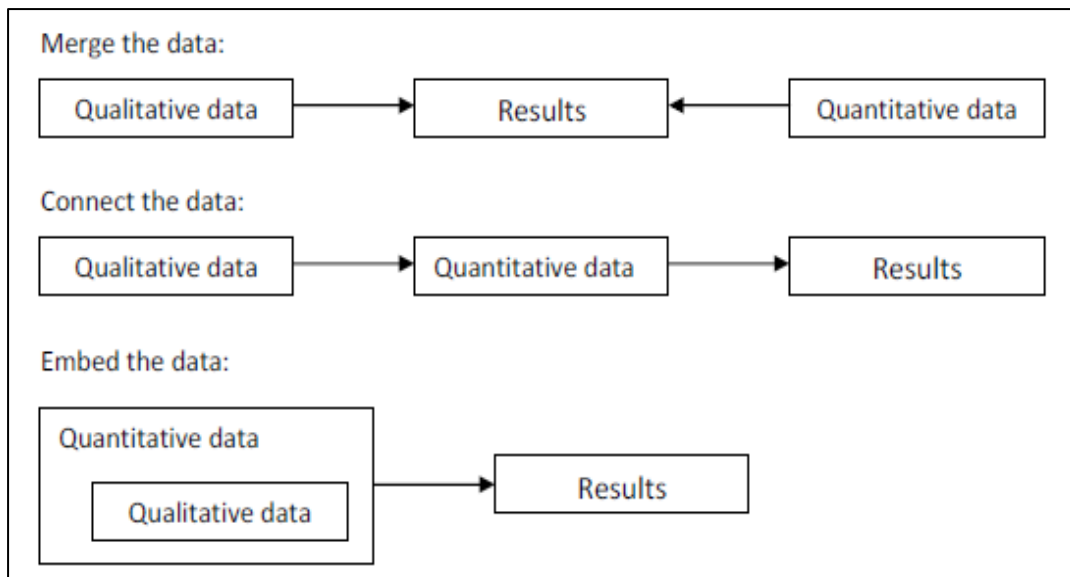 Merge the data:
Qualitative data
Results
Quantitative data
Connect the data:
Qualitative data
Quantitative data
Results
Embed the data:
Quantitative data
Qualitative data
Results